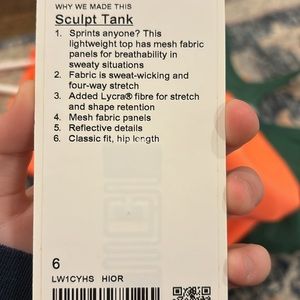 WHY WE MADE THIS
Sculpt Tank
1. Sprints anyone? This
lightweight top has mesh fabric
panels for breathability in
sweaty situations
2. Fabric is sweat-wicking and
four-way stretch
3. Added Lycra® fibre for stretch
and shape retention
4. Mesh fabric panels
5. Reflective details
6. Classic fit, hip length
6
LW1CYHS HIOR